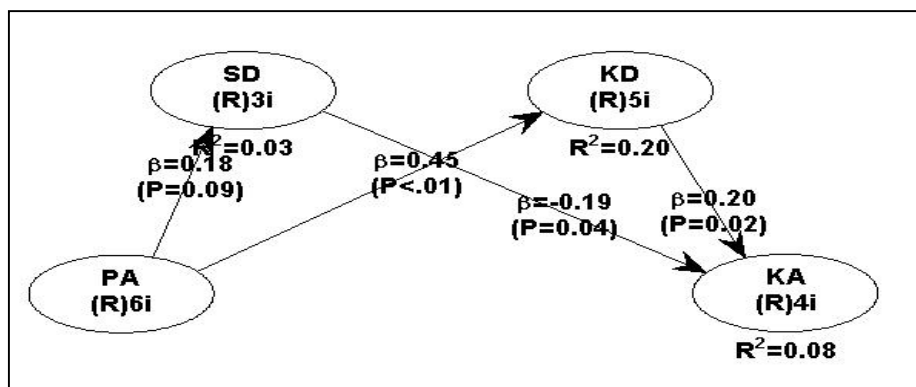 SD
(R)3i
R²=0.03
KD
(R)5i
R²=0.20
β=0.18
(P=0.09)
β=0.45
(P<.01)
β=-0.19
(P=0.04)
β=0.20
(P=0.02)
PA
(R)6i
KA
(R)4i
R²=0.08